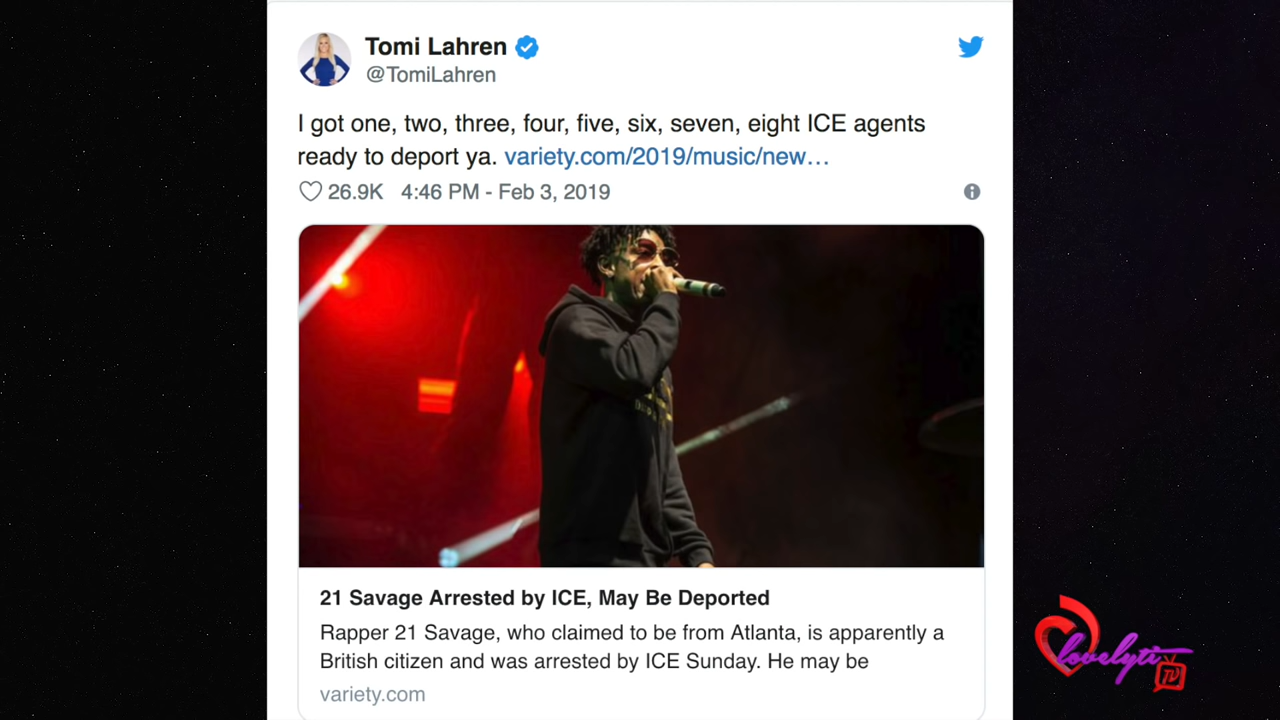 Tomi Lahren
@TomiLahren
I got one, two, three, four, five, six, seven, eight ICE agents
ready to deport ya. variety.com/2019/music/new…
26.9K 4:46 PM - Feb 3, 2019
21 Savage Arrested by ICE, May Be Deported
Rapper 21 Savage, who claimed to be from Atlanta, is apparently a
British citizen and was arrested by ICE Sunday. He may be
variety.com
lovelyti
TV